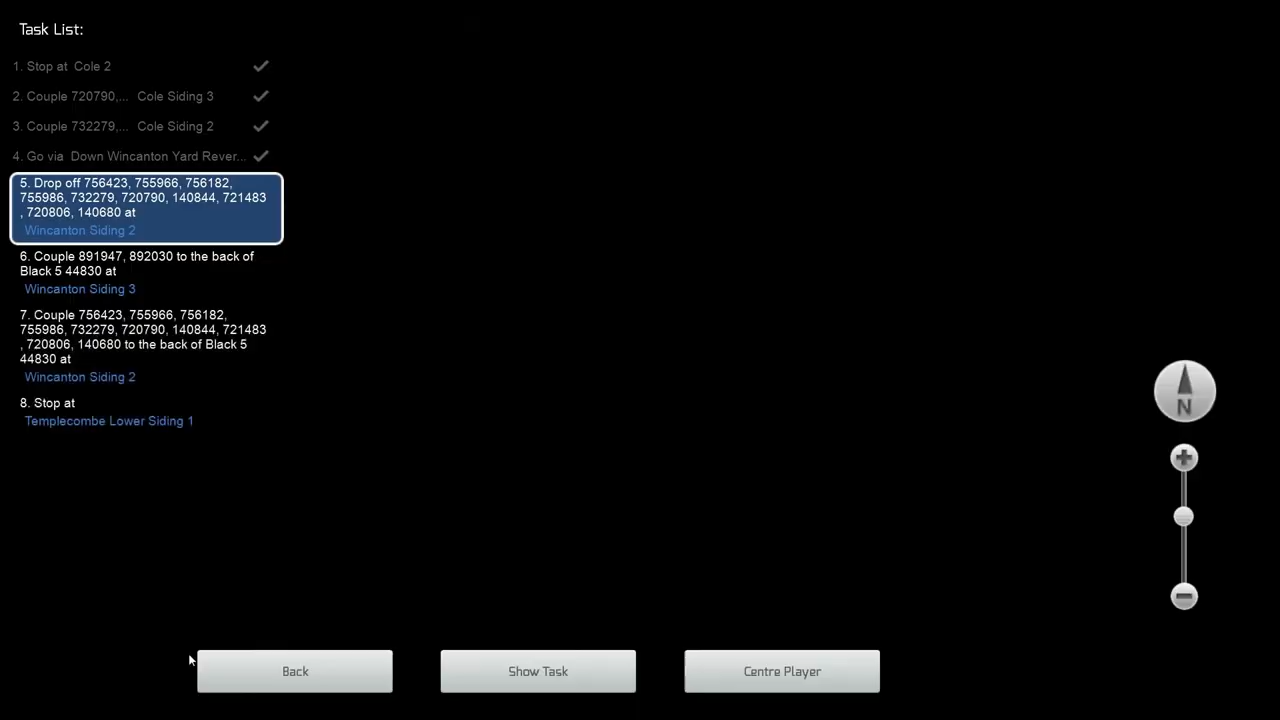 Task List:
1. Stop at  Cole 2
2. Couple 720790,...  Cole Siding 3
3. Couple 732279,...  Cole Siding 2
4. Go via  Down Wincanton Yard Rever...
5. Drop off 756423, 755966, 756182,
755986, 732279, 720790, 140844, 721483
, 720806, 140680 at
Wincanton Siding 2
6. Couple 891947, 892030 to the back of
Black 5 44830 at
Wincanton Siding 3
7. Couple 756423, 755966, 756182,
755986, 732279, 720790, 140844, 721483
, 720806, 140680 to the back of Black 5
44830 at
Wincanton Siding 2
8. Stop at
Templecombe Lower Siding 1
N
Back
Show Task
Centre Player